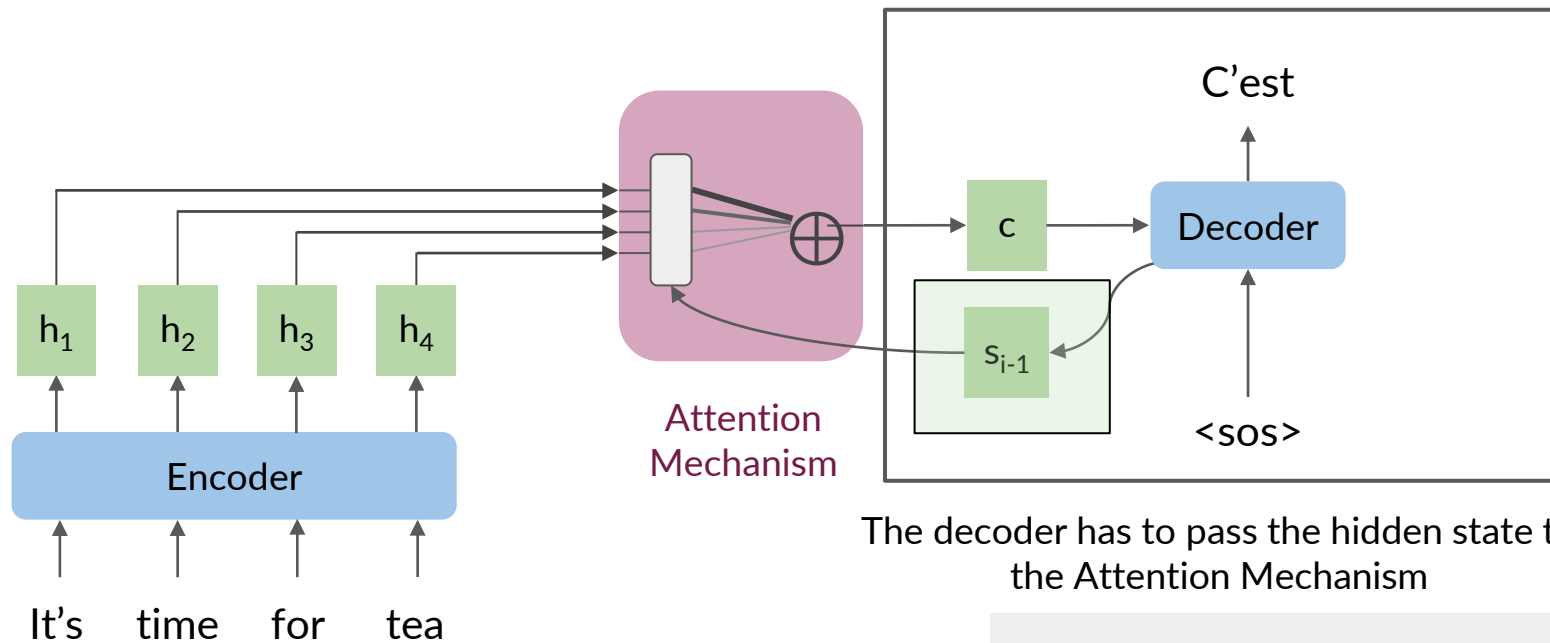 C'est
c
Decoder
h1
h2
h3
h4
si-1
Attention
Mechanism
<sos>
Encoder
The decoder has to pass the hidden state
the Attention Mechanism
It's time for tea